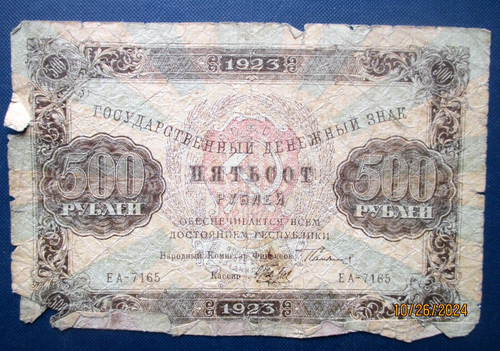 1923
ГОСУДАРСТВЕННЫЙ ДЕНЕЖНЫЙ ЗНАК
500 РУБЛЕЙ
ПЯТЬСОТ
РУБЛЕЙ
500 РУБЛЕЙ
ОБЕСПЕЧИВАЕТСЯ ВСЕМ
ДОСТОЯНИЕМ РЕСПУБЛИКИ
Народный Комиссар Финансов
Кассир
ЕА-7165
ЕА-7165
1923
10/26/2024